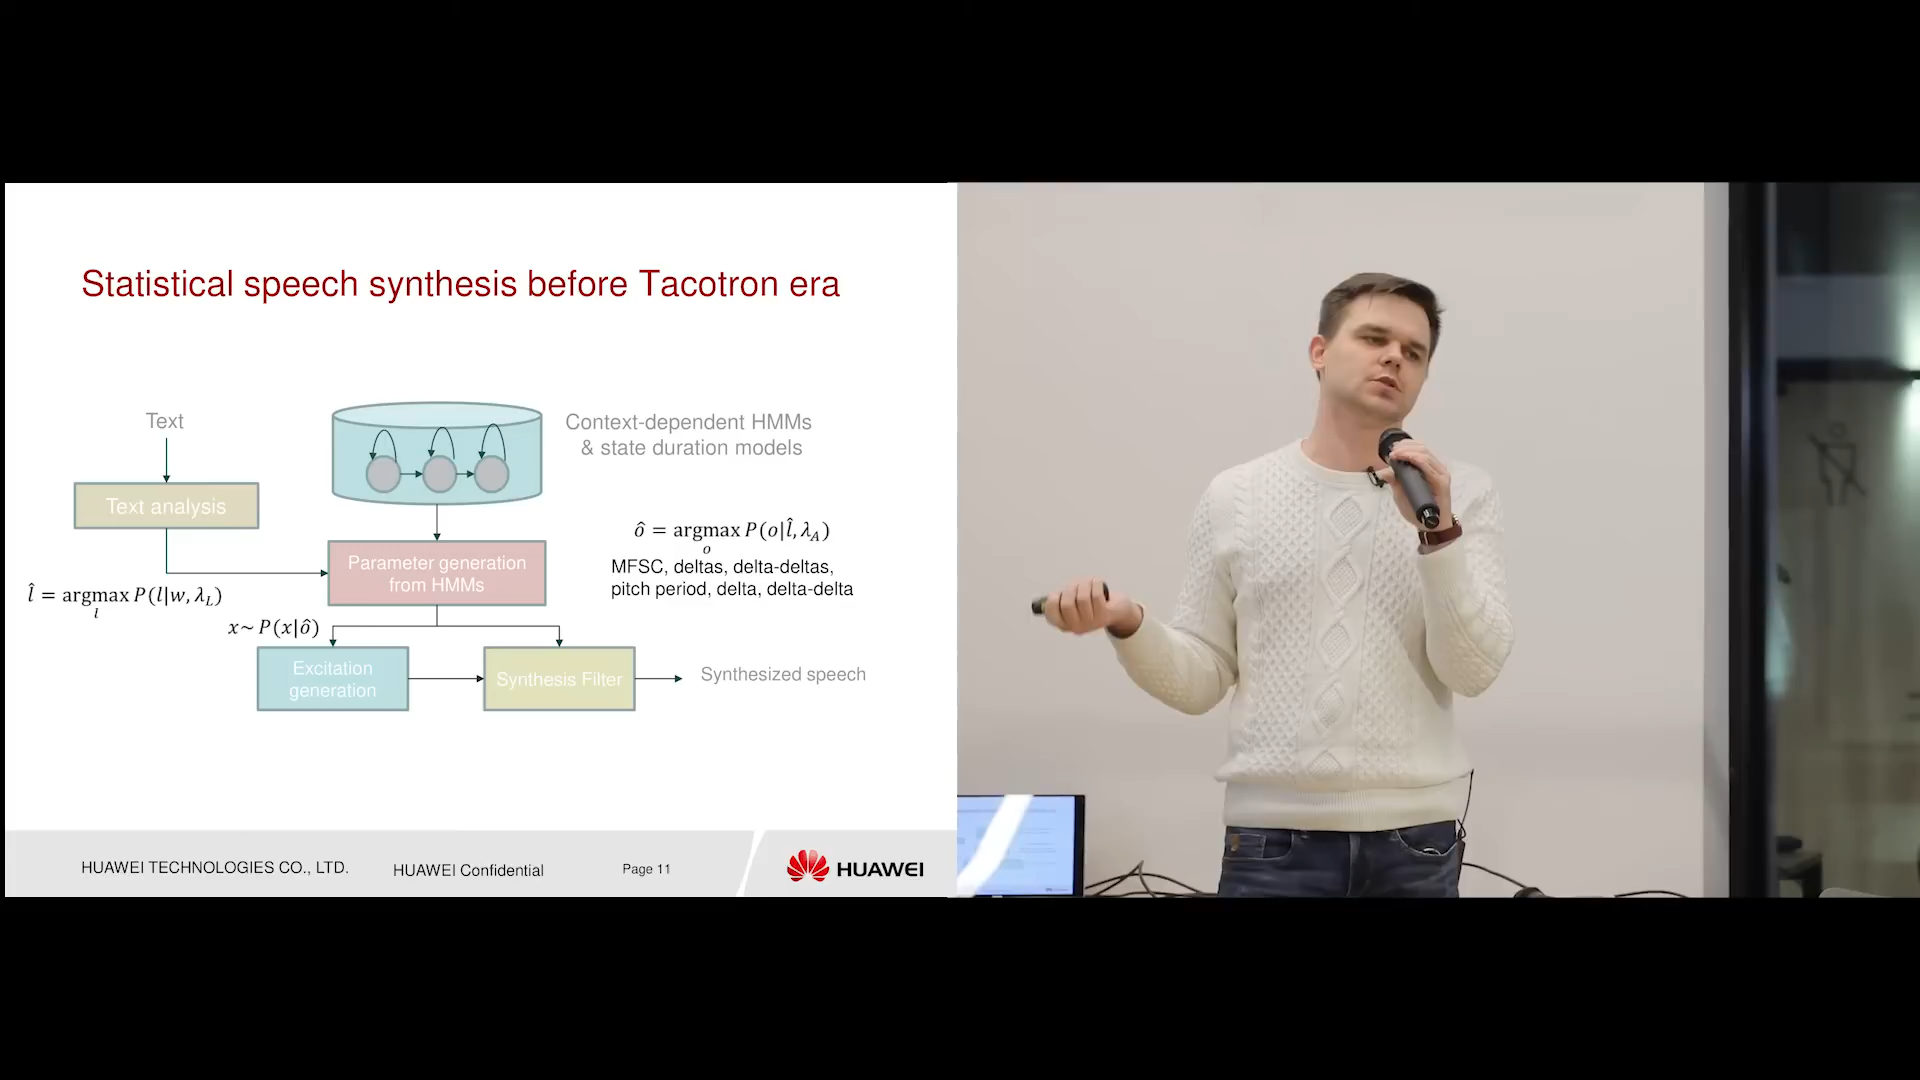 Statistical speech synthesis before Tacotron era
Text
Context-dependent HMMs
& state duration models
Text analysis
ô = argmax P(o|l̂, λ_A)
o
Parameter generation
from HMMs
MFSC, deltas, delta-deltas,
pitch period, delta, delta-delta
l̂ = argmax P(l|w, λ_L)
l
x~ P(x|ô)
Excitation
generation
Synthesis Filter
Synthesized speech
HUAWEI TECHNOLOGIES CO., LTD.
HUAWEI Confidential
Page 11
HUAWEI